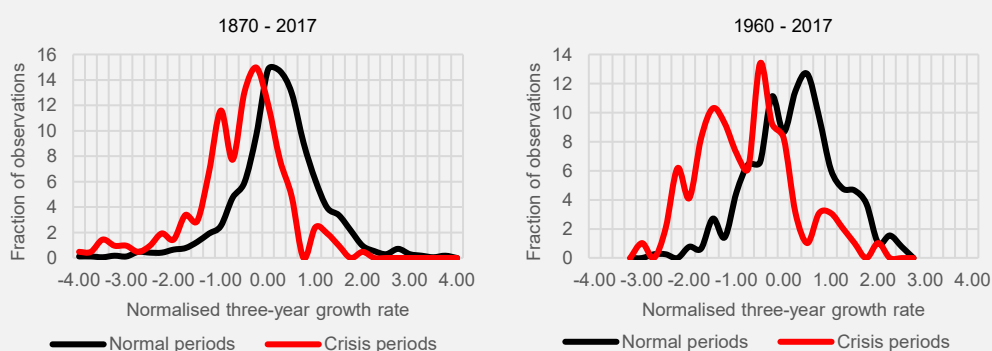 1870 - 2017
Fraction of observations
16
14
12
10
8
6
4
2
0
-4.00 -3.00 -2.00 -1.00 0.00 1.00 2.00 3.00 4.00
Normalised three-year growth rate
Normal periods Crisis periods
1960 - 2017
Fraction of observations
14
12
10
8
6
4
2
0
-4.00 -3.00 -2.00 -1.00 0.00 1.00 2.00 3.00 4.00
Normalised three-year growth rate
Normal periods Crisis periods